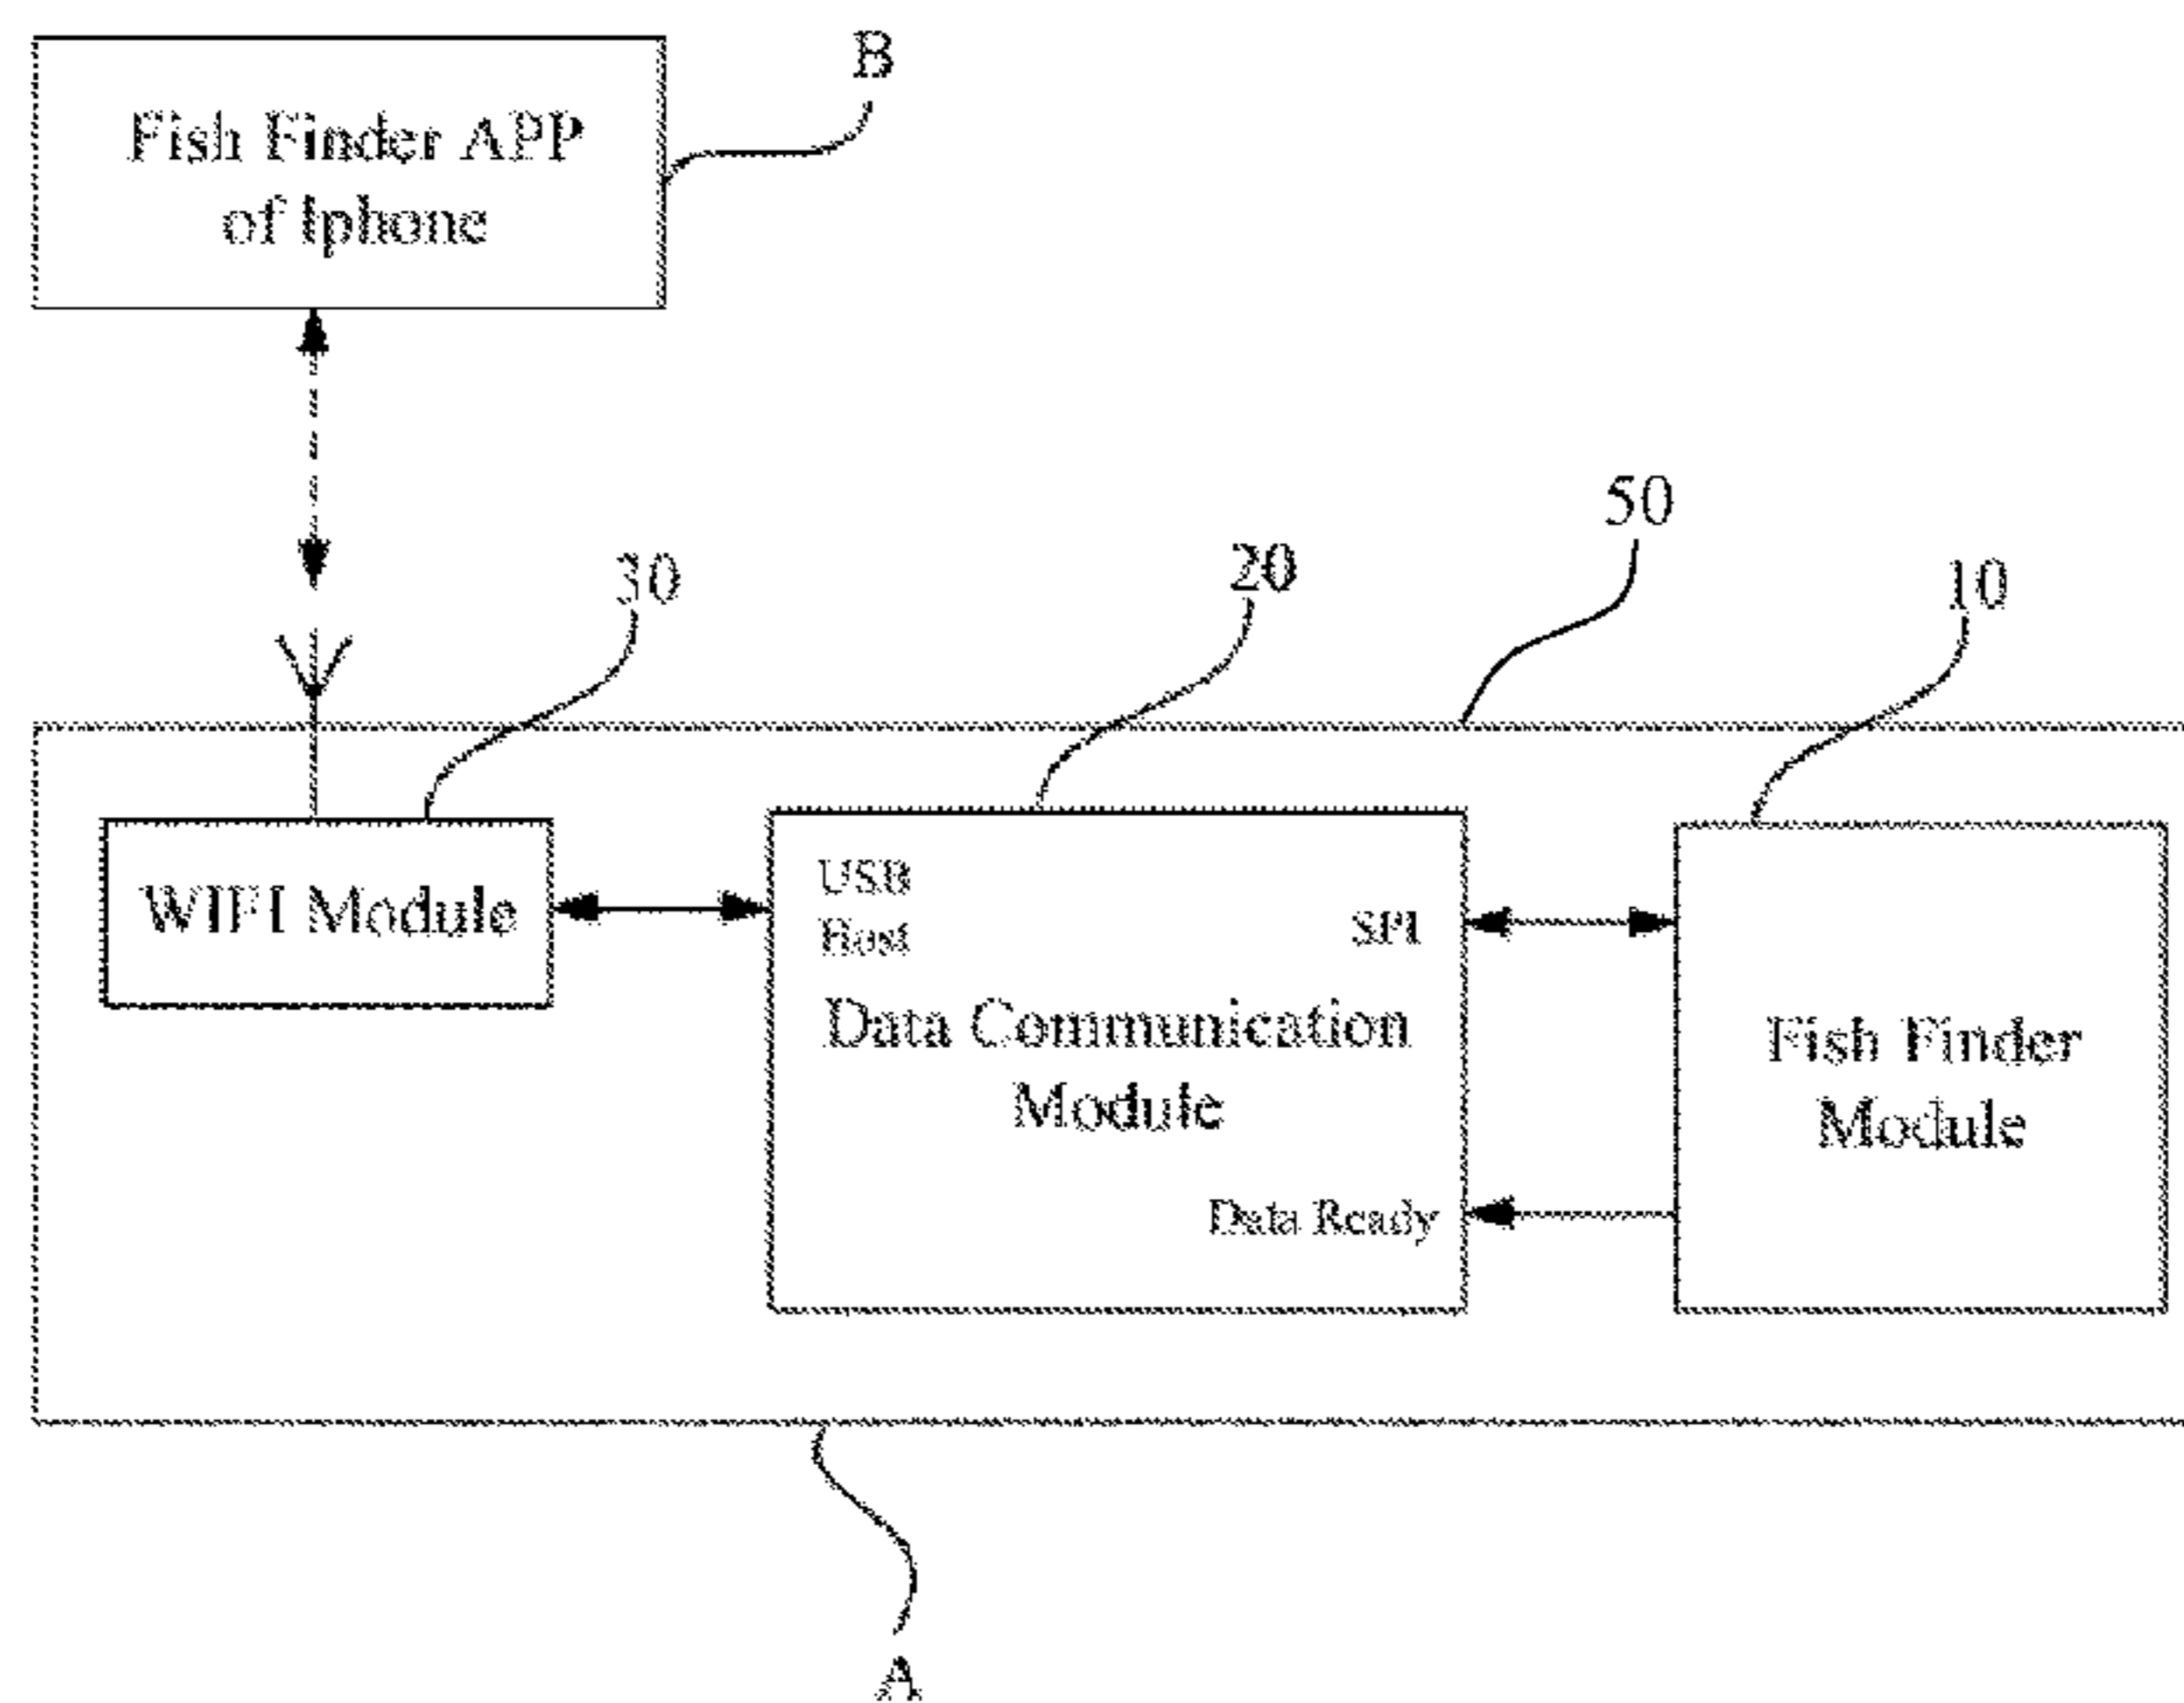 B
Fish Finder APP
of Iphone
50
30
20
10
USB
Host
WIFI Module
SPI
Data Communication
Module
Fish Finder
Module
Data Ready
A